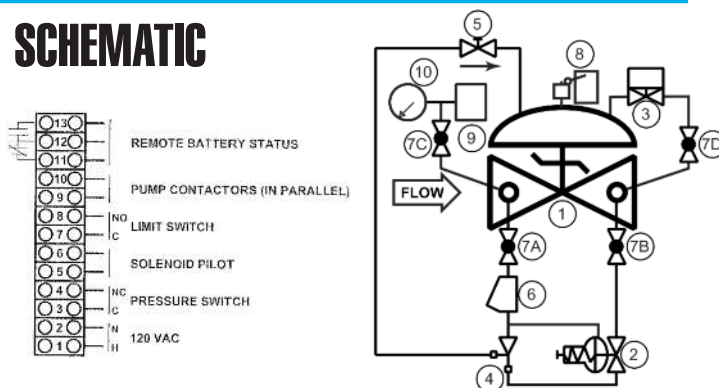 SCHEMATIC
13
12
11
REMOTE BATTERY STATUS
10
9
PUMP CONTACTORS (IN PARALLEL)
8 NO
7 C
LIMIT SWITCH
6
5
SOLENOID PILOT
4 NC
3 C
PRESSURE SWITCH
2 N
1 H
120 VAC
5
8
10
9
3
7C
7D
FLOW
1
7A
7B
6
2
4